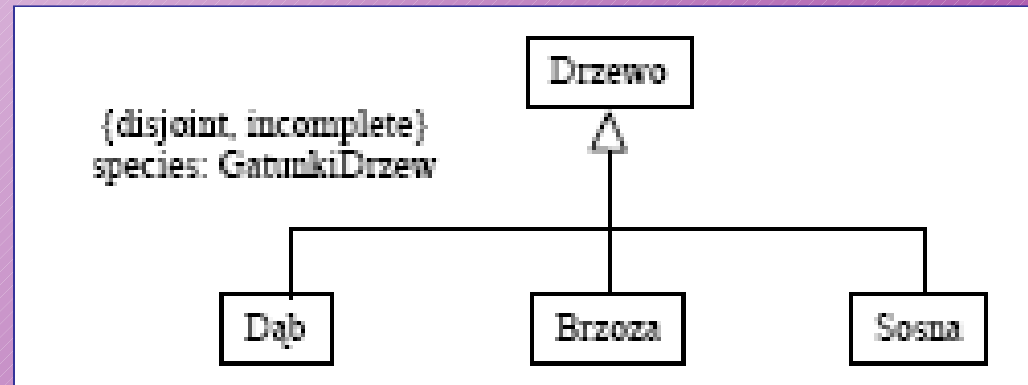 Drzewo
{disjoint, incomplete}
species: GatunkiDrzew
Dąb
Brzoza
Sosna